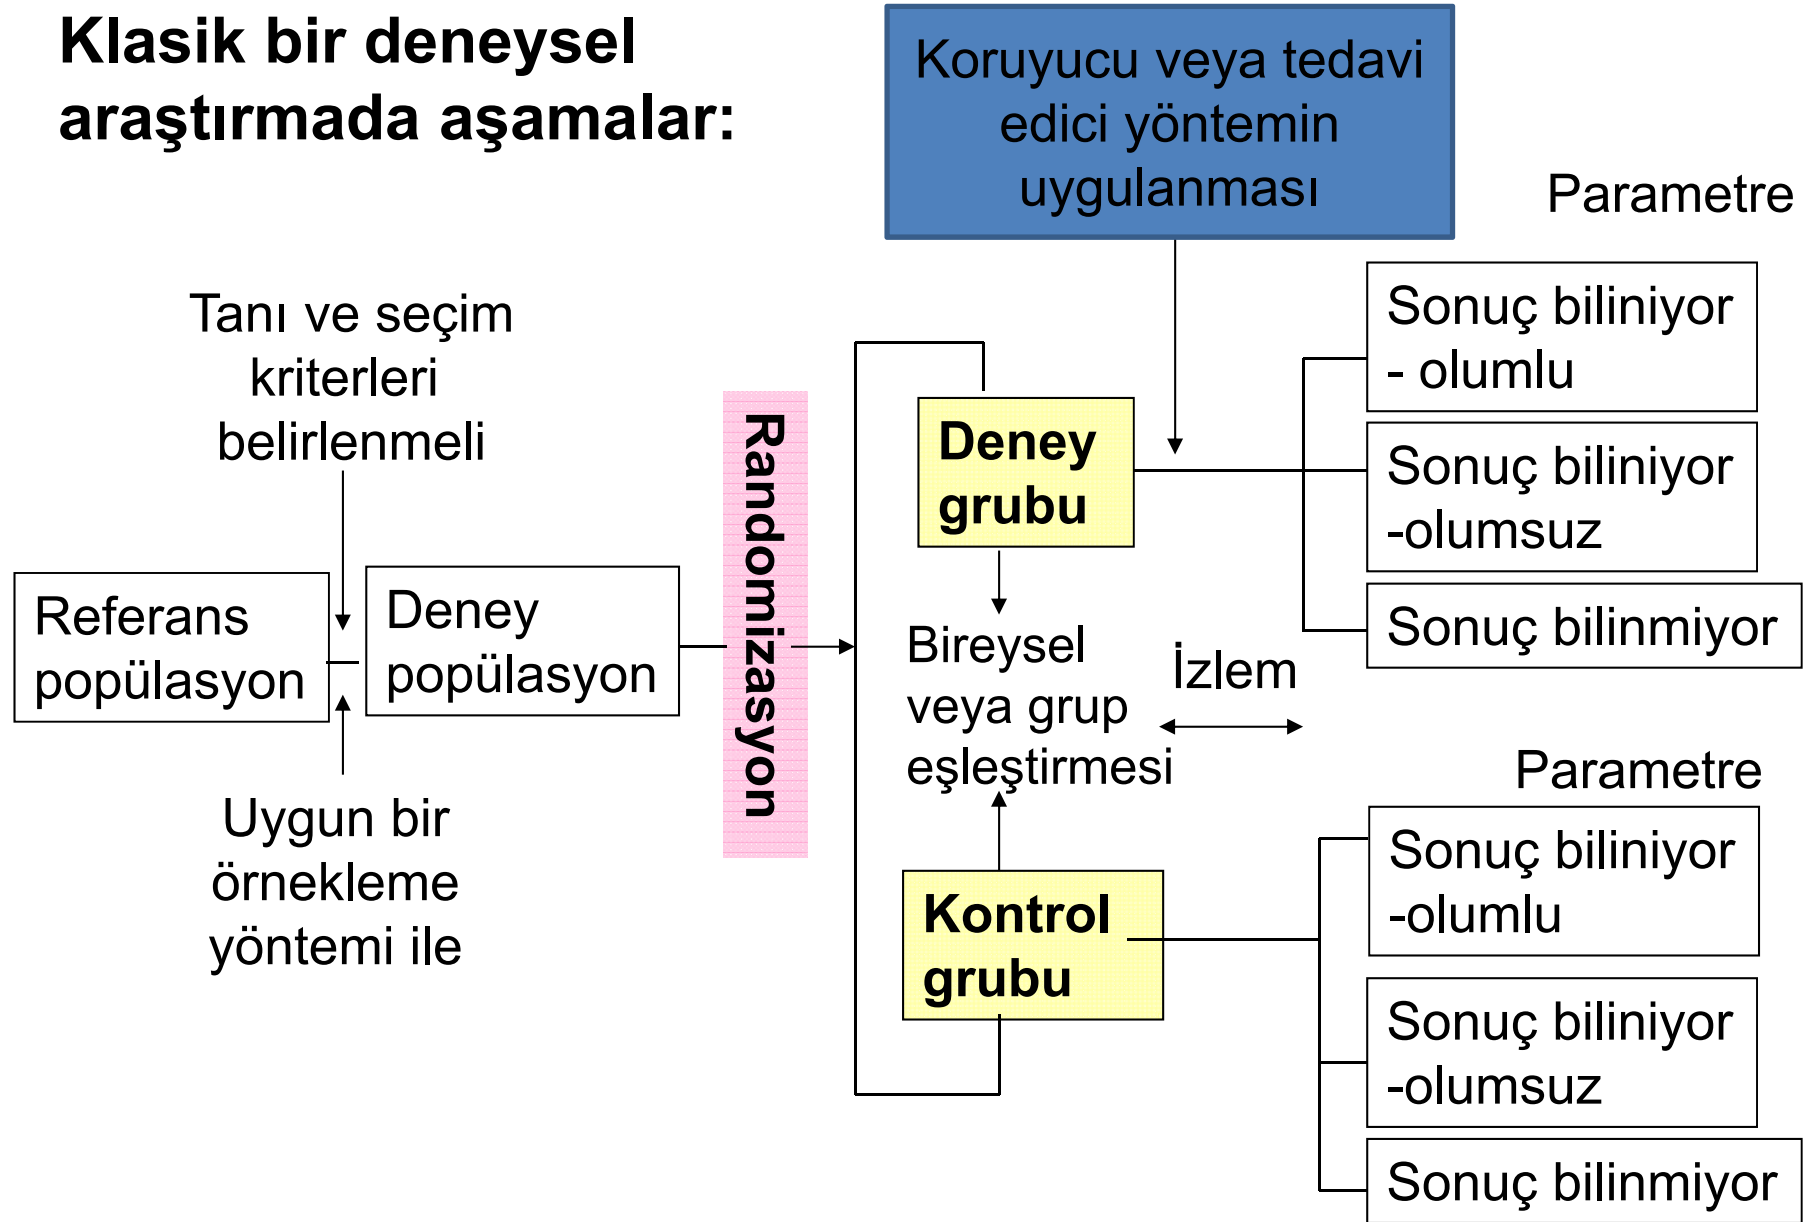 Klasik bir deneysel
araştırmada aşamalar:
Koruyucu veya tedavi
edici yöntemin
uygulanması
Parametre
Tanı ve seçim
kriterleri
belirlenmeli
Referans
popülasyon
Deney
popülasyon
Uygun bir
örnekleme
yöntemi ile
Randomizasyon
Deney
grubu
Bireysel
veya grup
eşleştirmesi
İzlem
Kontrol
grubu
Sonuç biliniyor
- olumlu
Sonuç biliniyor
-olumsuz
Sonuç bilinmiyor
Parametre
Sonuç biliniyor
-olumlu
Sonuç biliniyor
-olumsuz
Sonuç bilinmiyor